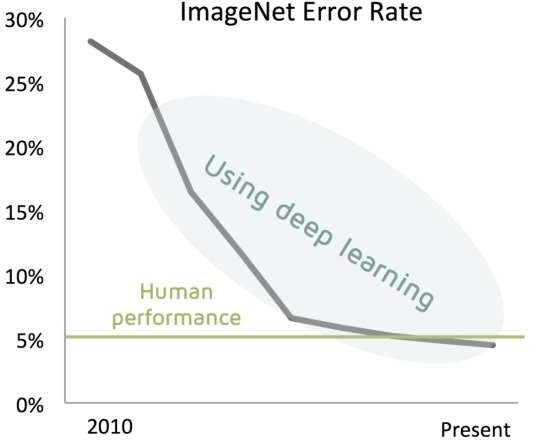 ImageNet Error Rate
30%
25%
20%
15%
10%
5%
0%
Using deep learning
Human
performance
2010
Present